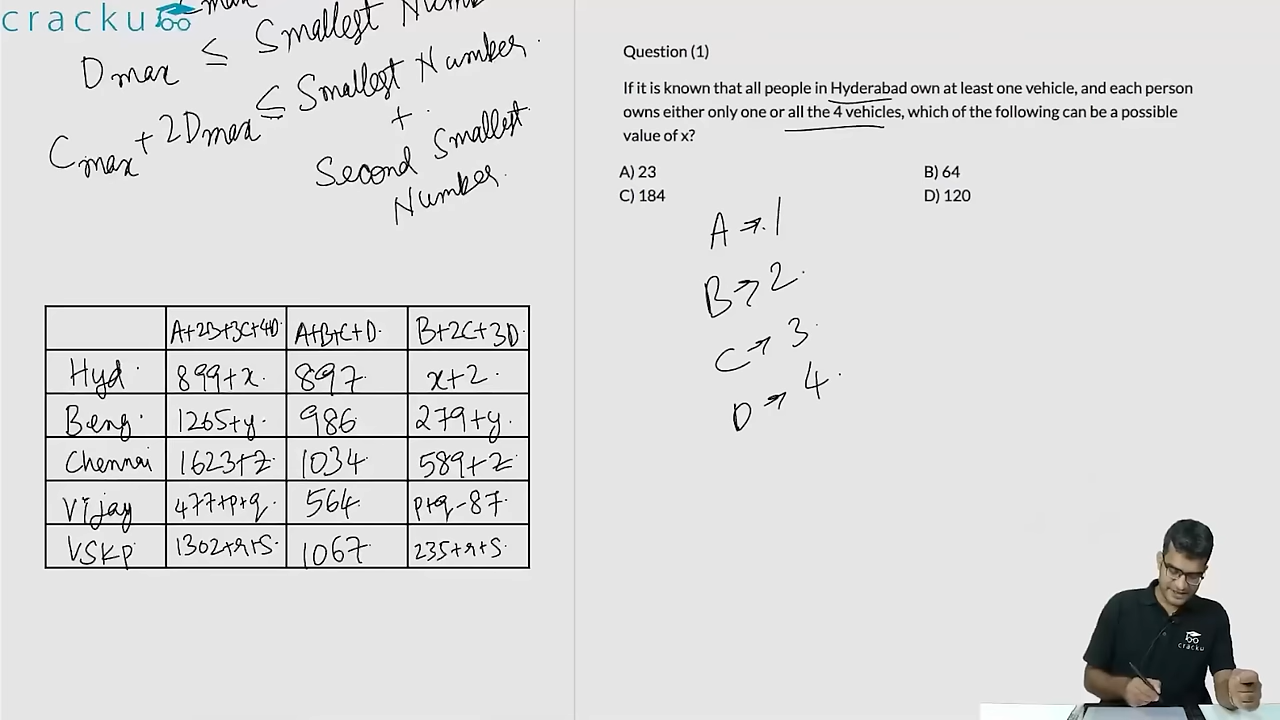 cracku
max
Dmax ≤ Smallest
Cmax + 2Dmax ≤ Smallest Number
+
Second Smallest
Number.
A+2B+3C+4D A+B+C+D. B+2C+3D
Hyd. 899+x. 897 x+2.
Beng. 1265+y. 986 279+y.
Chennai 1623+z 1034 589+z
Vijay 477+p+q. 564 p+q-87.
VSKP 1302+r+s. 1067 235+r+s.
Question (1)
If it is known that all people in Hyderabad own at least one vehicle, and each person
owns either only one or all the 4 vehicles, which of the following can be a possible
value of x?
A) 23 B) 64
C) 184 D) 120
A → 1
B → 2.
C → 3.
D → 4.
cracku